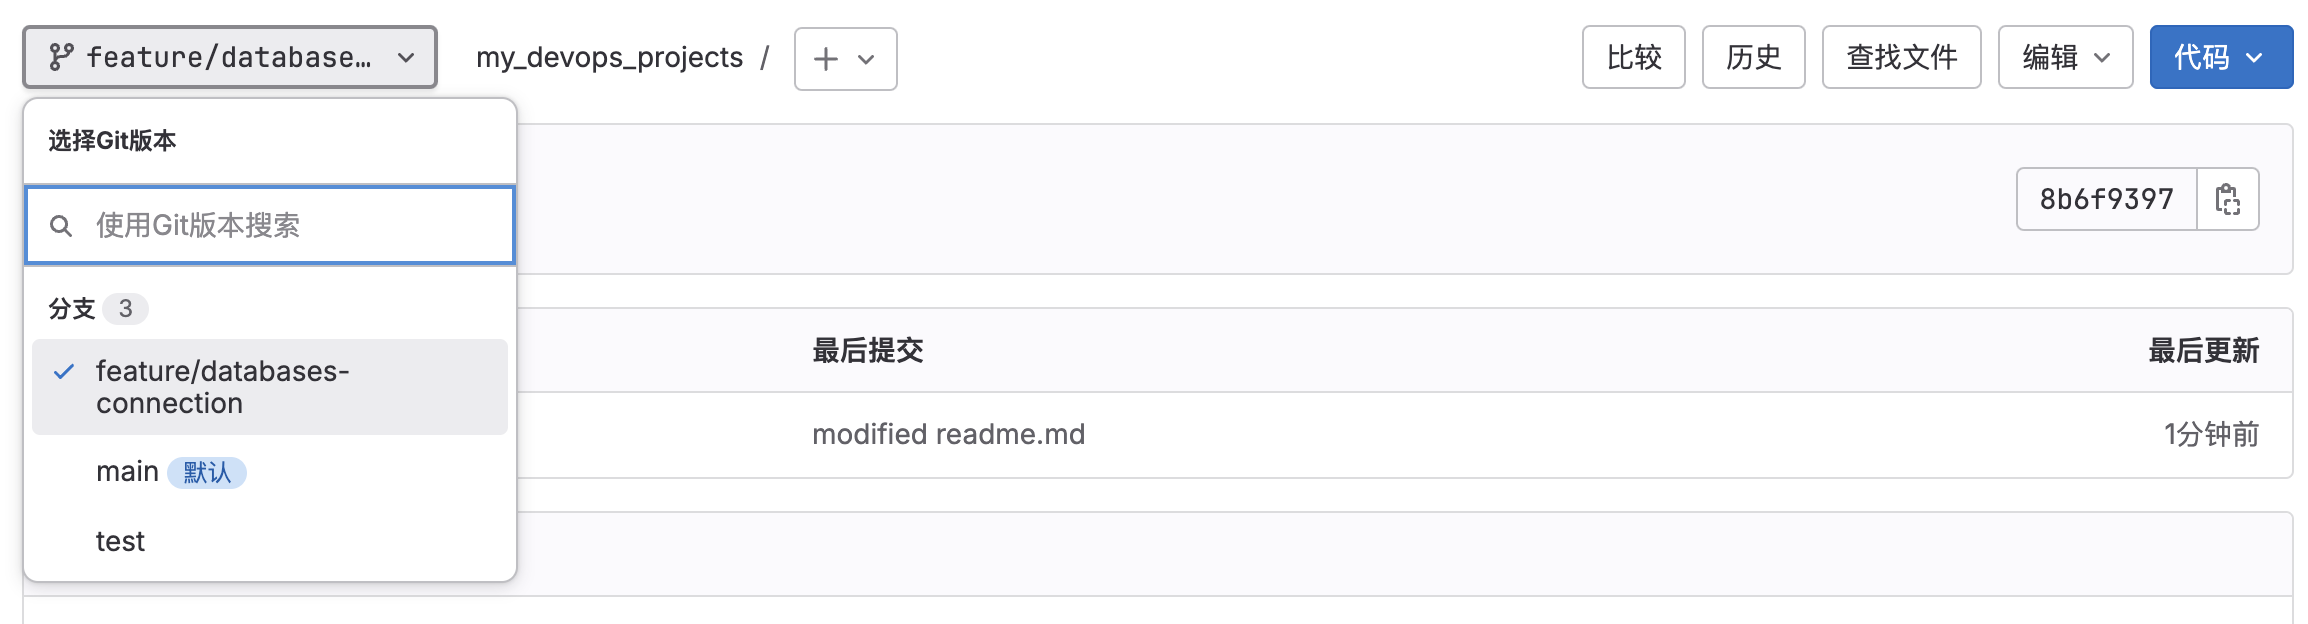 feature/database…
my_devops_projects /
比较
历史
查找文件
编辑
代码
选择Git版本
使用Git版本搜索
8b6f9397
分支 3
feature/databases-
connection
main 默认
test
最后提交
最后更新
modified readme.md
1分钟前